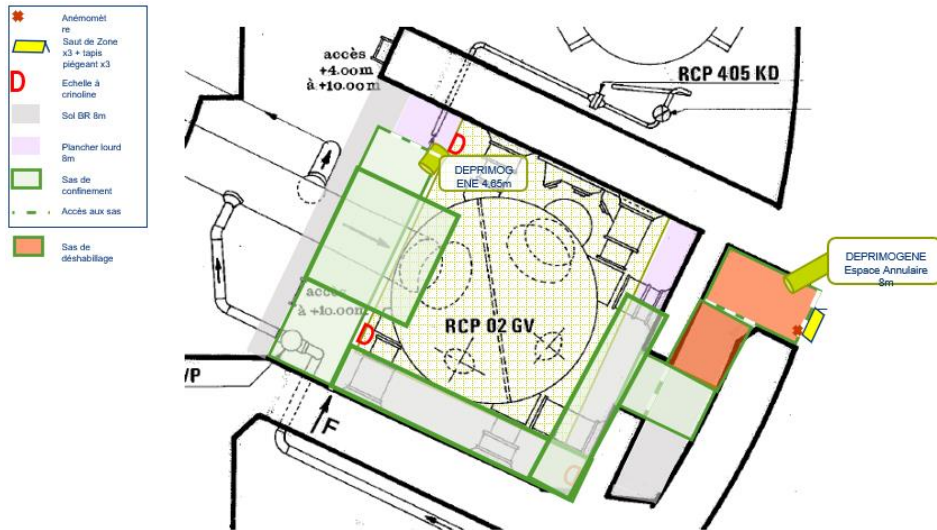 Anémomèt
re
Saut de Zone
x3 + tapis
piégeant x3
D
Echelle à
crinoline
Sol BR 8m
Plancher lourd
8m
Sas de
confinement
Accès aux sas
Sas de
déshabillage
accès
+4.00m
à +10.00m
RCP 405 KD
D
DEPRIMOG
ENE 4,65m
DEPRIMOGENE
Espace Annulaire
8m
accès
à +10.00m
RCP 02 GV
D
VP
F
D